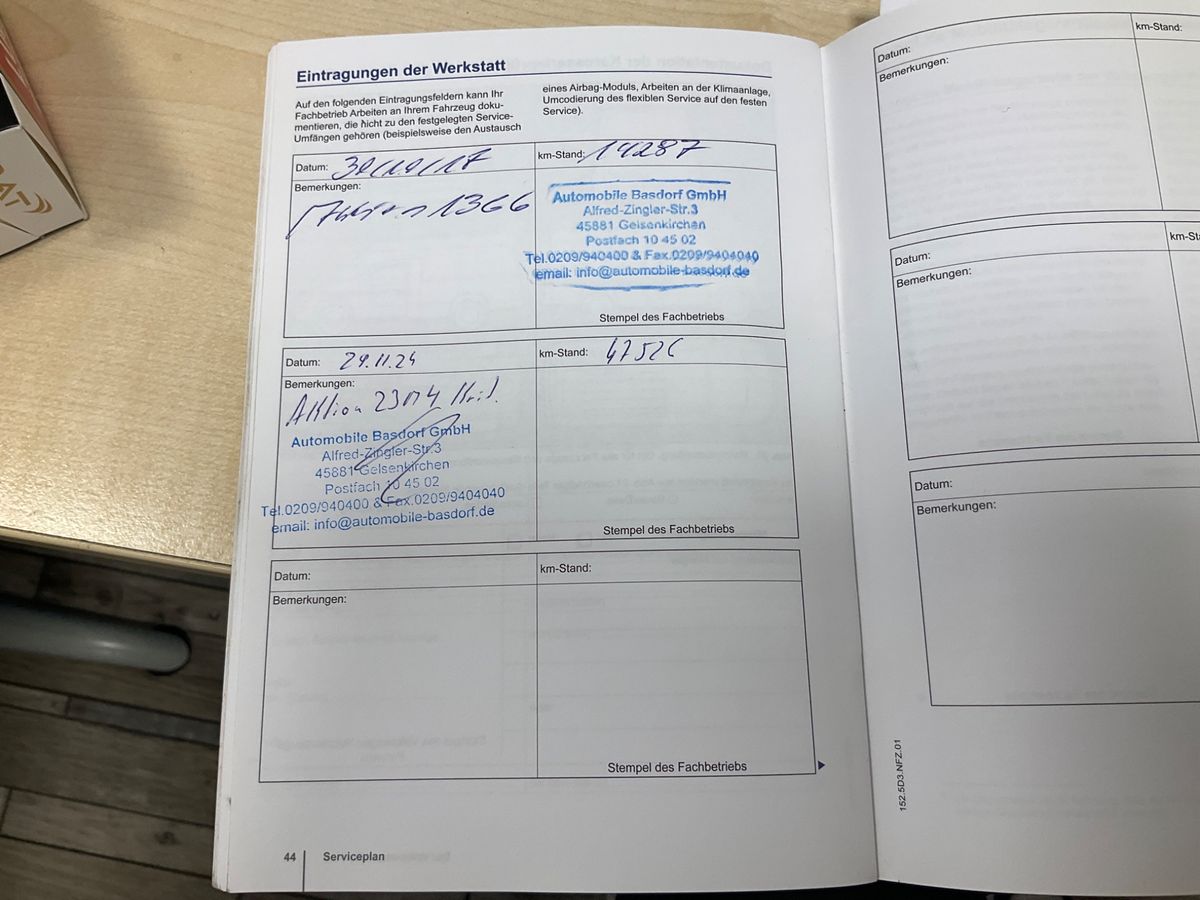 Eintragungen der Werkstatt
Auf den folgenden Eintragungsfeldern kann Ihr
Fachbetrieb Arbeiten an Ihrem Fahrzeug doku-
mentieren, die nicht zu den festgelegten Service-
Umfängen gehören (beispielsweise den Austausch
eines Airbag-Moduls, Arbeiten an der Klimaanlage,
Umcodierung des flexiblen Service auf den festen
Service).
Datum:
km-Stand: 14287
Bemerkungen:
1366
Automobile Basdorf GmbH
Alfred-Zingler-Str.3
45881 Gelsenkirchen
Postfach 10 45 02
Tel.0209/940400 & Fax.0209/9404040
email: info@automobile-basdorf.de
Stempel des Fachbetriebs
Datum: 29.11.24
km-Stand: 47526
Bemerkungen:
Aktion
Automobile Basdorf GmbH
Alfred-Zingler-Str.3
45881 Gelsenkirchen
Postfach 10 45 02
Tel.0209/940400 & Fax.0209/9404040
email: info@automobile-basdorf.de
Stempel des Fachbetriebs
Datum:
km-Stand:
Bemerkungen:
Stempel des Fachbetriebs
44 Serviceplan
Datum:
km-Stand:
Bemerkungen:
Datum:
Bemerkungen:
Datum:
Bemerkungen:
152.5D3.NFZ.01